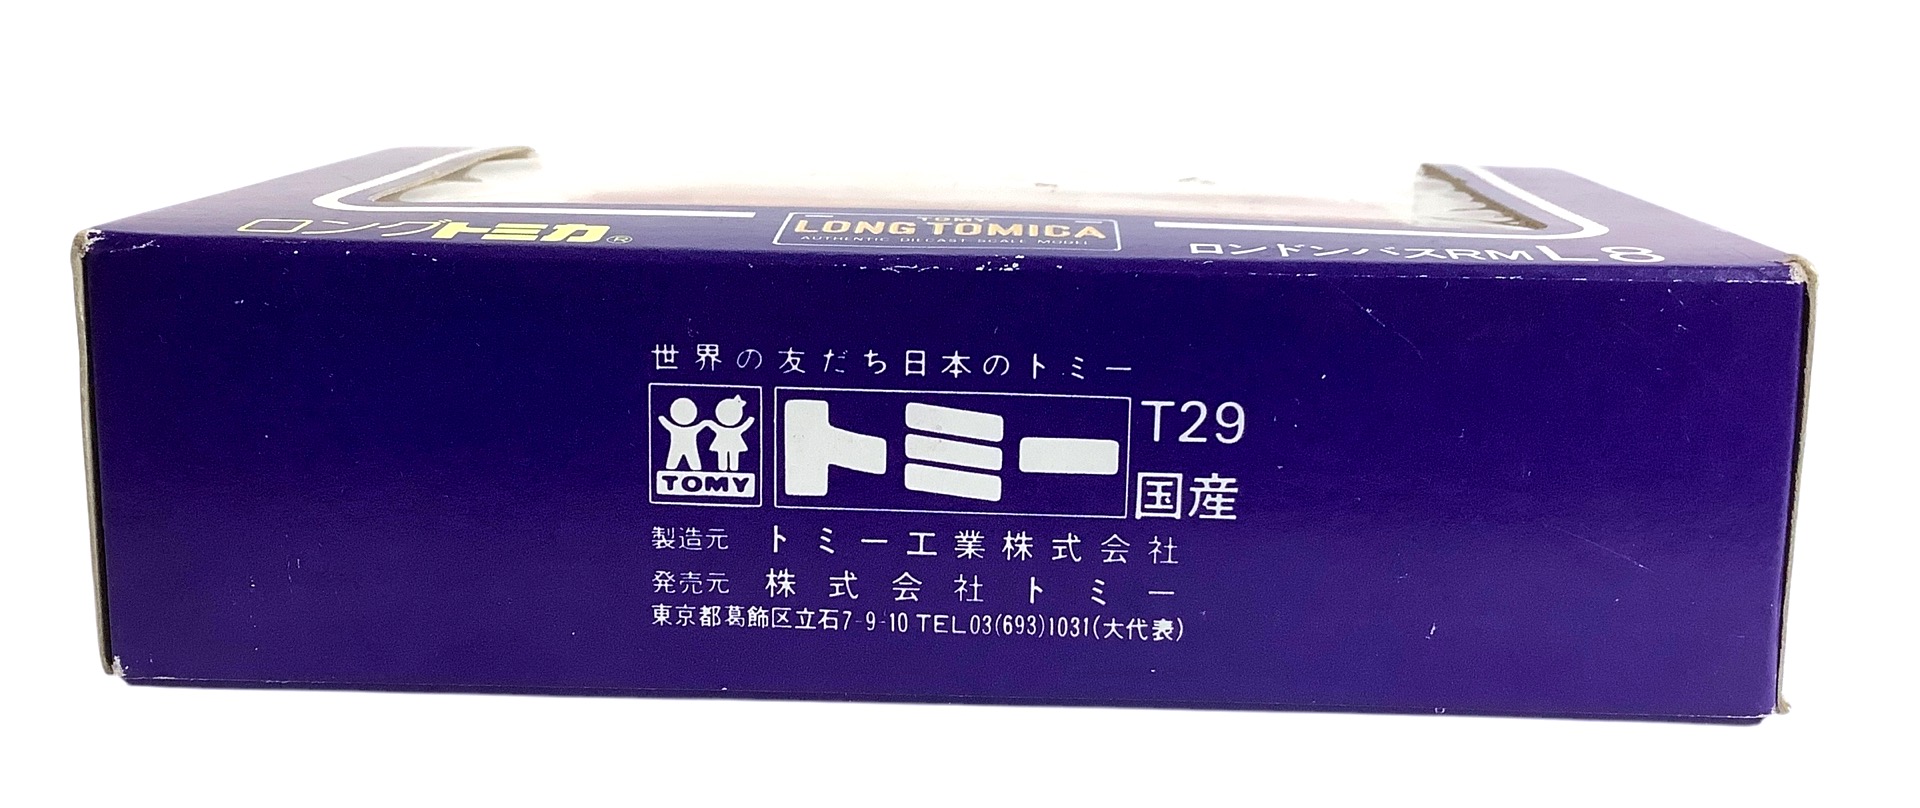 ロングトミカ®
TOMY
LONG TOMICA
AUTHENTIC DIECAST SCALE MODEL
ロンドンバスRM L8
世界の友だち日本のトミー
TOMY
トミー
T29
国産
製造元 トミー工業株式会社
発売元 株式会社トミー
東京都葛飾区立石7-9-10 TEL03(693)1031(大代表)